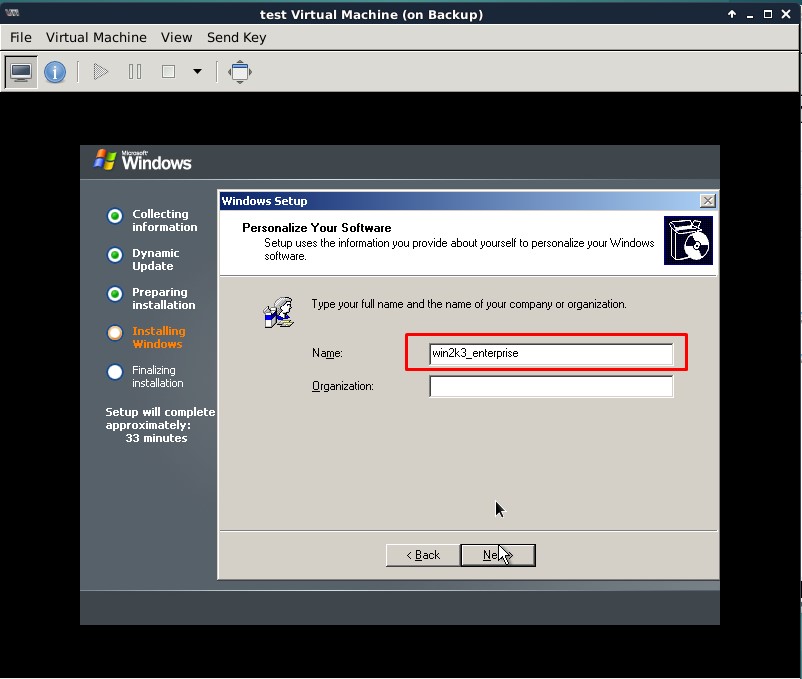 test Virtual Machine (on Backup)
File Virtual Machine View Send Key
Microsoft
Windows
Collecting
information
Dynamic
Update
Preparing
installation
Installing
Windows
Finalizing
installation
Setup will complete
approximately:
33 minutes
Windows Setup
Personalize Your Software
Setup uses the information you provide about yourself to personalize your Windows
software.
Type your full name and the name of your company or organization.
Name:
win2k3_enterprise
Organization:
< Back